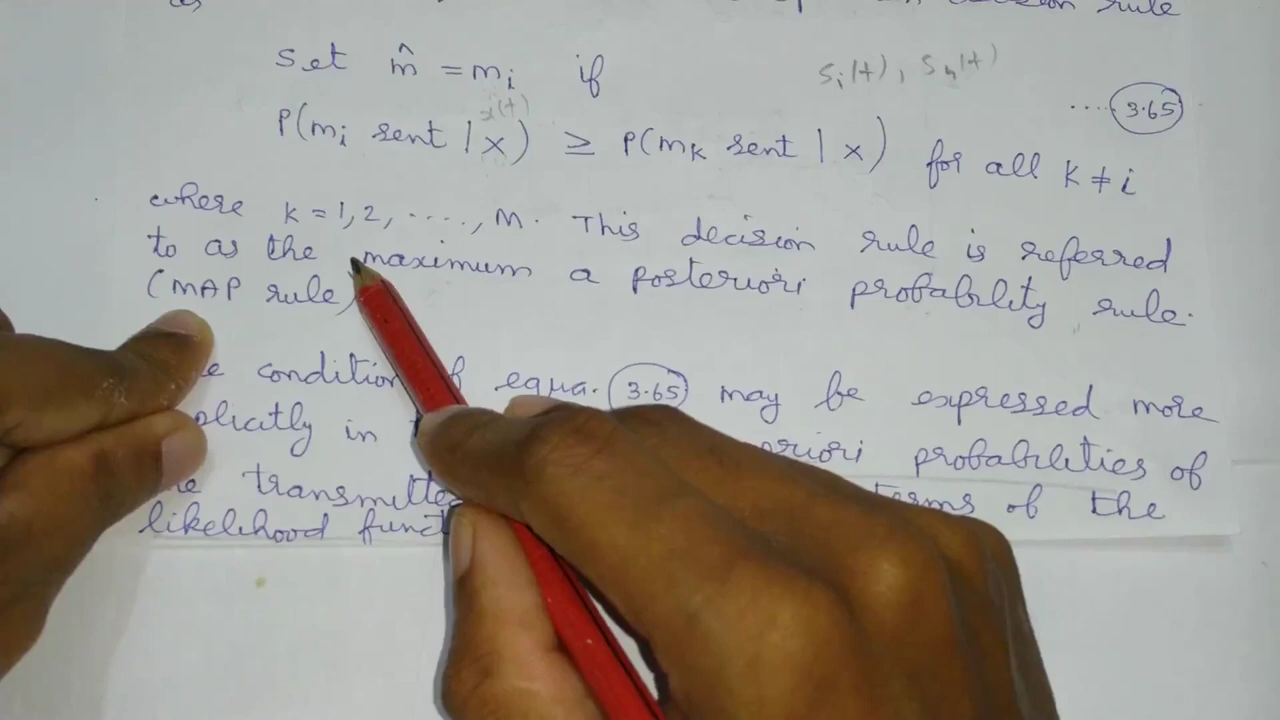 as decision rule
Set m̂ = mᵢ if sᵢ(t), sₖ(t)
x(t)
P(mᵢ sent | x) ≥ P(mₖ sent | x) for all k ≠ i .... 3.65
where k = 1, 2, ....., M. This decision rule is referred
to as the maximum a posteriori probability rule.
(MAP rule)
condition of equa. 3.65 may be expressed more
in priori probabilities of
transmitted terms of the
likelihood